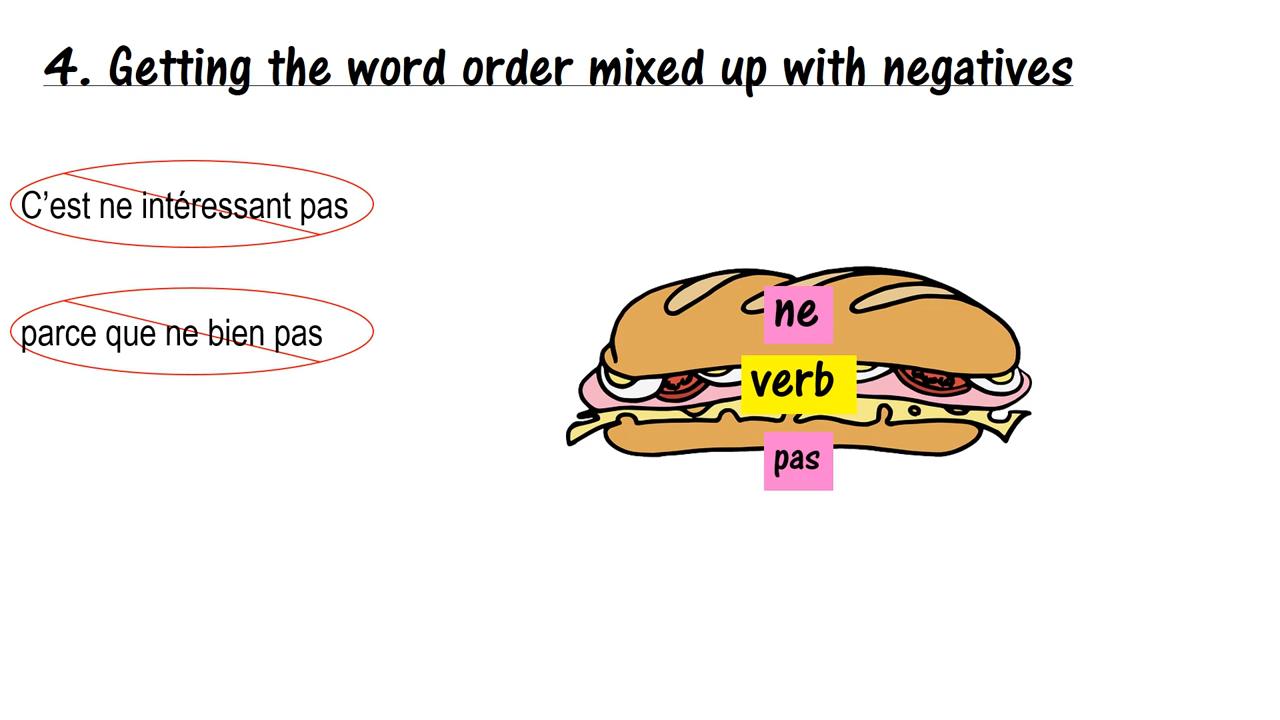 4. Getting the word order mixed up with negatives
C’est ne intéressant pas
parce que ne bien pas
ne
verb
pas